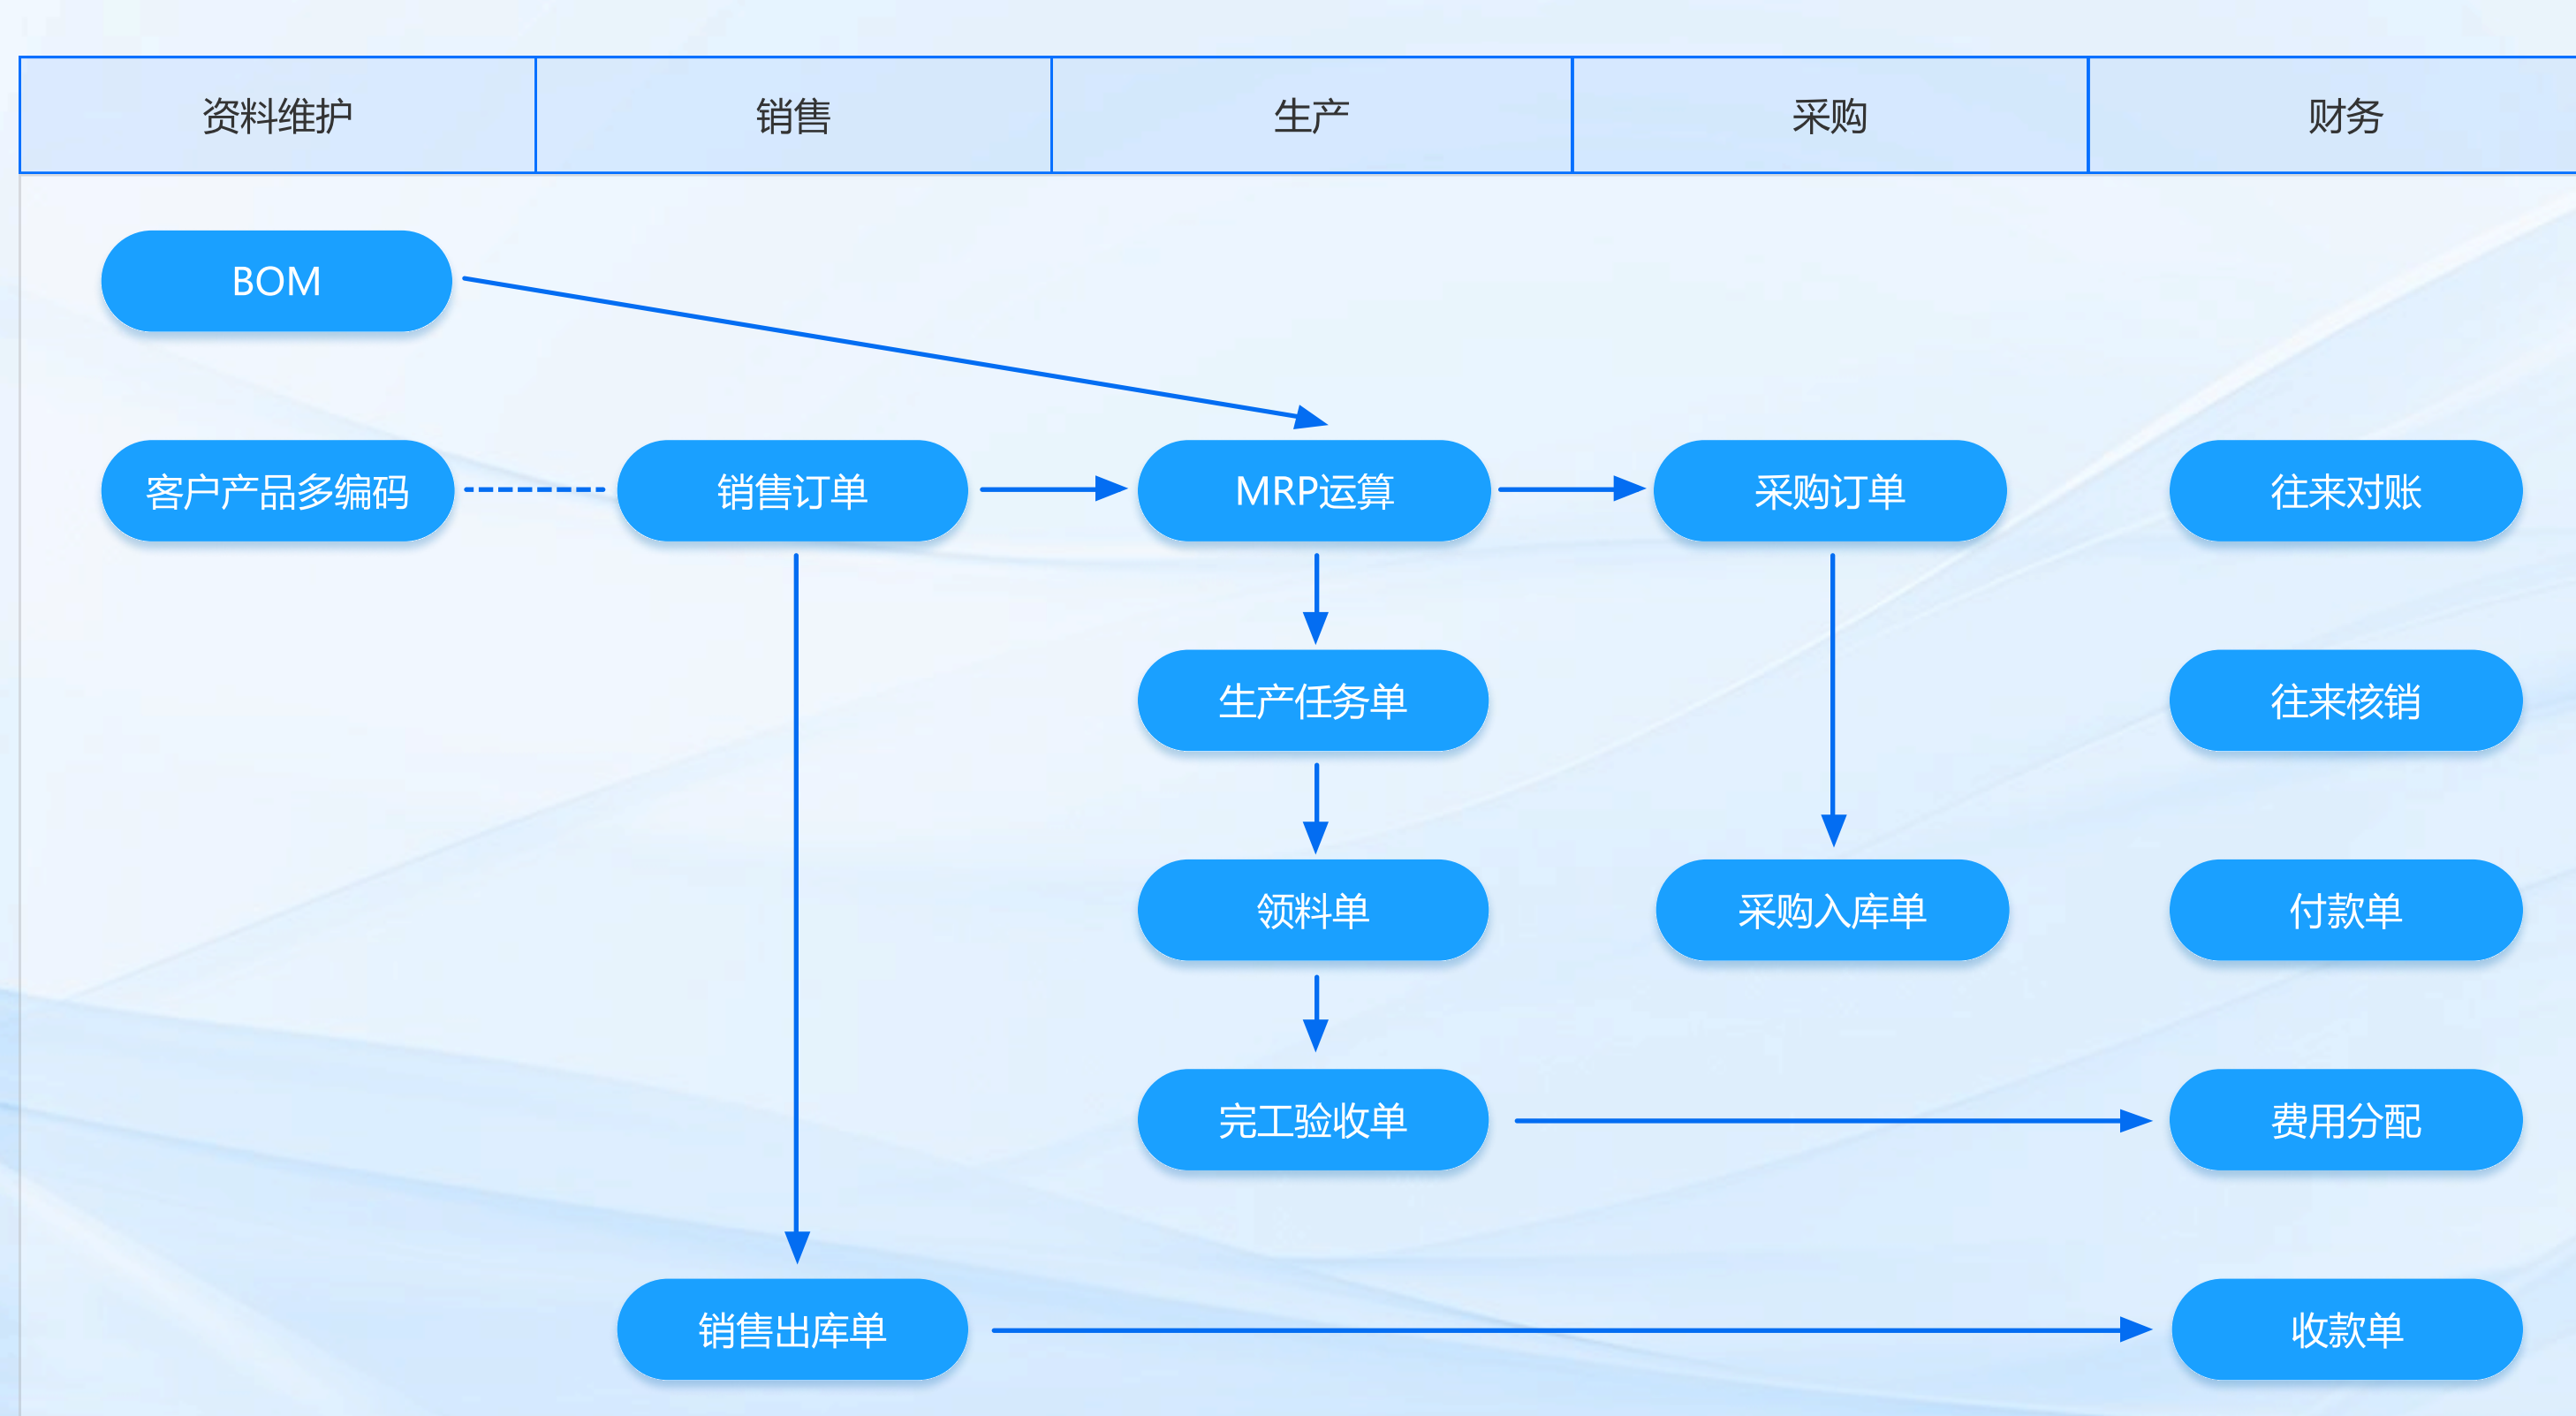 资料维护
销售
生产
采购
财务
BOM
客户产品多编码
销售订单
MRP运算
采购订单
往来对账
生产任务单
往来核销
领料单
采购入库单
付款单
完工验收单
费用分配
销售出库单
收款单